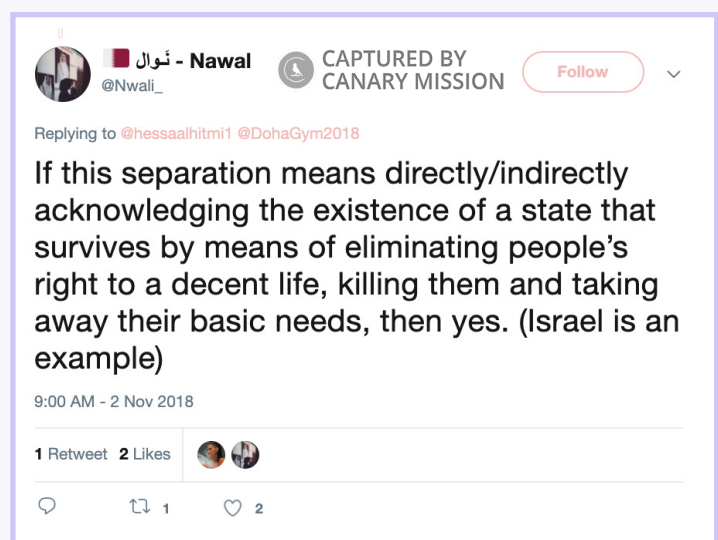 نَـوال - Nawal
@Nwali_
CAPTURED BY
CANARY MISSION
Follow
Replying to @hessaalhitmi1 @DohaGym2018
If this separation means directly/indirectly
acknowledging the existence of a state that
survives by means of eliminating people’s
right to a decent life, killing them and taking
away their basic needs, then yes. (Israel is an
example)
9:00 AM - 2 Nov 2018
1 Retweet 2 Likes
1 2